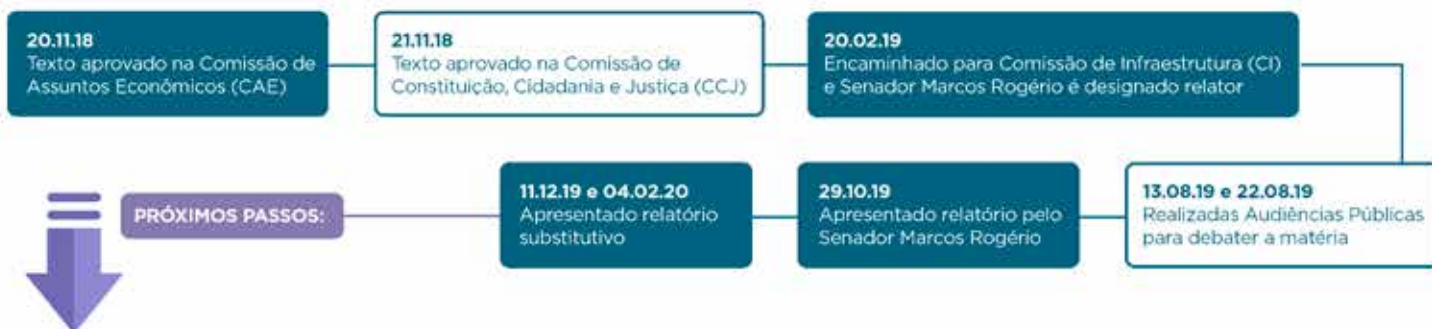 20.11.18
Texto aprovado na Comissão de
Assuntos Econômicos (CAE)
21.11.18
Texto aprovado na Comissão de
Constituição, Cidadania e Justiça (CCJ)
20.02.19
Encaminhado para Comissão de Infraestrutura (CI)
e Senador Marcos Rogério é designado relator
13.08.19 e 22.08.19
Realizadas Audiências Públicas
para debater a matéria
29.10.19
Apresentado relatório pelo
Senador Marcos Rogério
11.12.19 e 04.02.20
Apresentado relatório
substitutivo
PRÓXIMOS PASSOS: